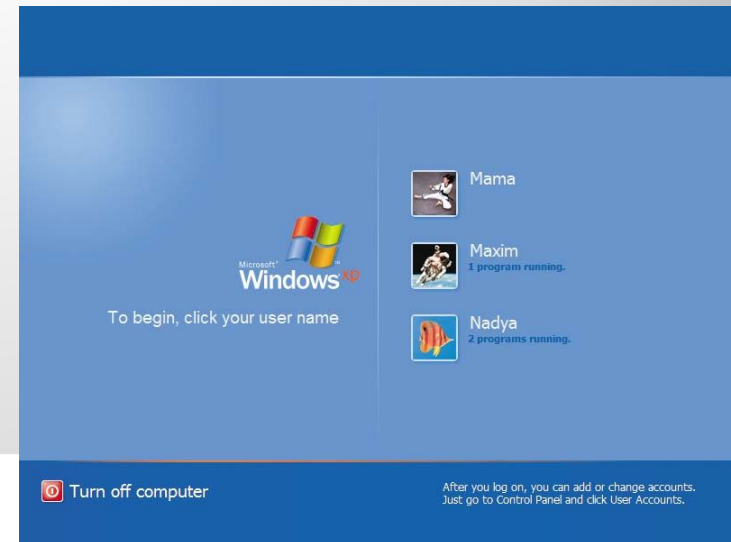 Microsoft®
Windows xp
To begin, click your user name
Mama
Maxim
1 program running.
Nadya
2 programs running.
Turn off computer
After you log on, you can add or change accounts.
Just go to Control Panel and click User Accounts.